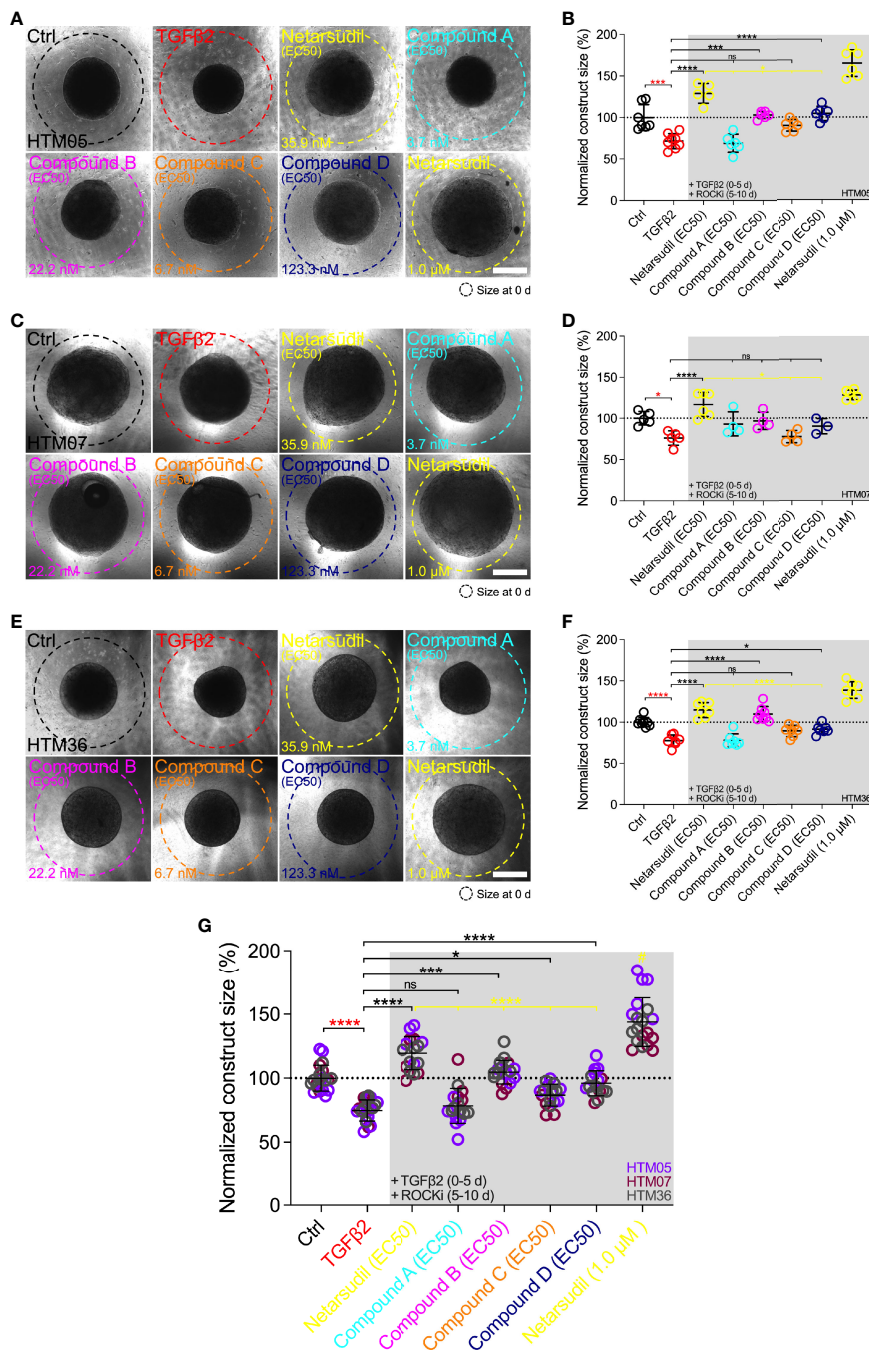 A
Ctrl
HTM05
TGFβ2
Netarsudil
(EC50)
35.9 nM
Compound A
(EC50)
3.7 nM
Compound B
(EC50)
22.2 nM
Compound C
(EC50)
6.7 nM
Compound D
(EC50)
123.3 nM
Netarsudil
1.0 µM
Size at 0 d
B
Normalized construct size (%)
200
150
100
50
0
****
***
ns
****
***
+ TGFβ2 (0-5 d)
+ ROCKi (5-10 d)
HTM05
Ctrl
TGFβ2
Netarsudil (EC50)
Compound A (EC50)
Compound B (EC50)
Compound C (EC50)
Compound D (EC50)
Netarsudil (1.0 µM)
C
Ctrl
HTM07
TGFβ2
Netarsudil
(EC50)
35.9 nM
Compound A
(EC50)
3.7 nM
Compound B
(EC50)
22.2 nM
Compound C
(EC50)
6.7 nM
Compound D
(EC50)
123.3 nM
Netarsudil
1.0 µM
Size at 0 d
D
Normalized construct size (%)
200
150
100
50
0
ns
****
*
+ TGFβ2 (0-5 d)
+ ROCKi (5-10 d)
HTM07
Ctrl
TGFβ2
Netarsudil (EC50)
Compound A (EC50)
Compound B (EC50)
Compound C (EC50)
Compound D (EC50)
Netarsudil (1.0 µM)
E
Ctrl
HTM36
TGFβ2
Netarsudil
(EC50)
35.9 nM
Compound A
(EC50)
3.7 nM
Compound B
(EC50)
22.2 nM
Compound C
(EC50)
6.7 nM
Compound D
(EC50)
123.3 nM
Netarsudil
1.0 µM
Size at 0 d
F
Normalized construct size (%)
200
150
100
50
0
*
****
ns
****
****
****
+ TGFβ2 (0-5 d)
+ ROCKi (5-10 d)
HTM36
Ctrl
TGFβ2
Netarsudil (EC50)
Compound A (EC50)
Compound B (EC50)
Compound C (EC50)
Compound D (EC50)
Netarsudil (1.0 µM)
G
Normalized construct size (%)
200
150
100
50
0
****
*
***
ns
****
****
****
#
+ TGFβ2 (0-5 d)
+ ROCKi (5-10 d)
HTM05
HTM07
HTM36
Ctrl
TGFβ2
Netarsudil (EC50)
Compound A (EC50)
Compound B (EC50)
Compound C (EC50)
Compound D (EC50)
Netarsudil (1.0 µM )